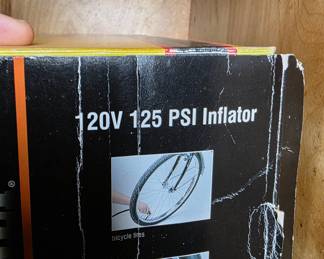 120V 125 PSI Inflator
bicycle tires